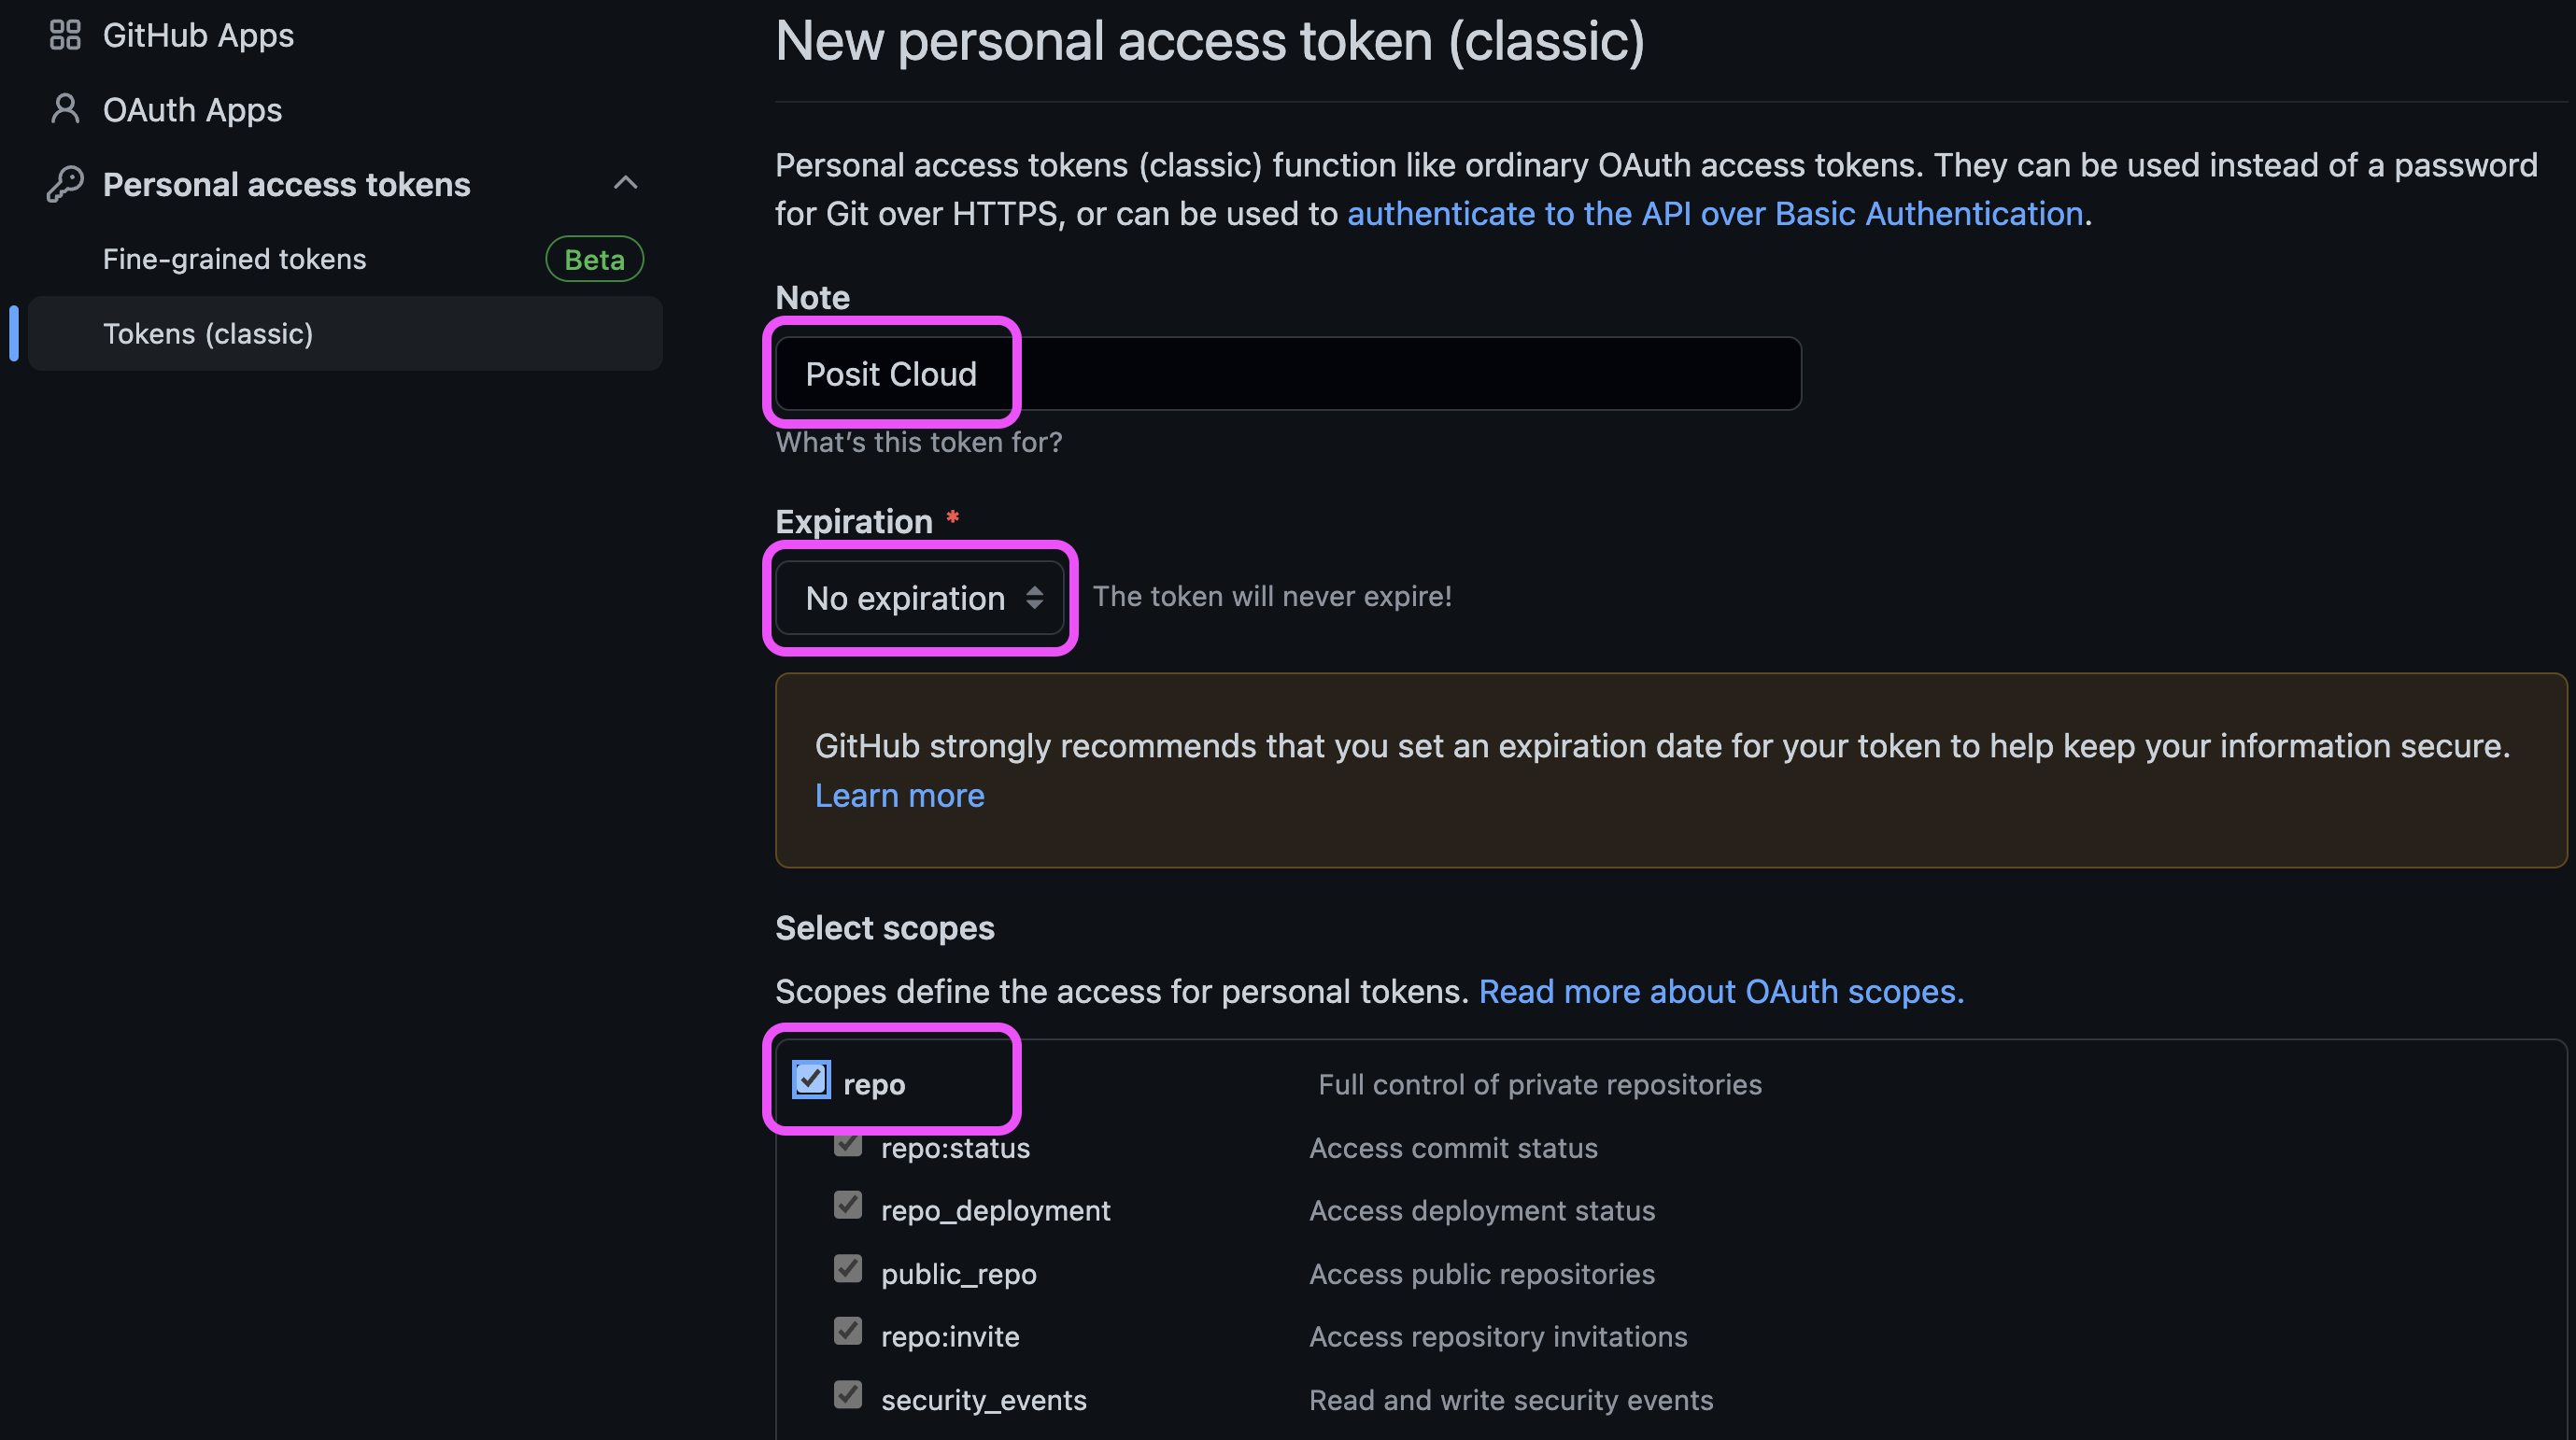 GitHub Apps
OAuth Apps
Personal access tokens
Fine-grained tokens Beta
Tokens (classic)
New personal access token (classic)
Personal access tokens (classic) function like ordinary OAuth access tokens. They can be used instead of a password
for Git over HTTPS, or can be used to authenticate to the API over Basic Authentication.
Note
Posit Cloud
What's this token for?
Expiration *
No expiration The token will never expire!
GitHub strongly recommends that you set an expiration date for your token to help keep your information secure.
Learn more
Select scopes
Scopes define the access for personal tokens. Read more about OAuth scopes.
repo Full control of private repositories
repo:status Access commit status
repo_deployment Access deployment status
public_repo Access public repositories
repo:invite Access repository invitations
security_events Read and write security events